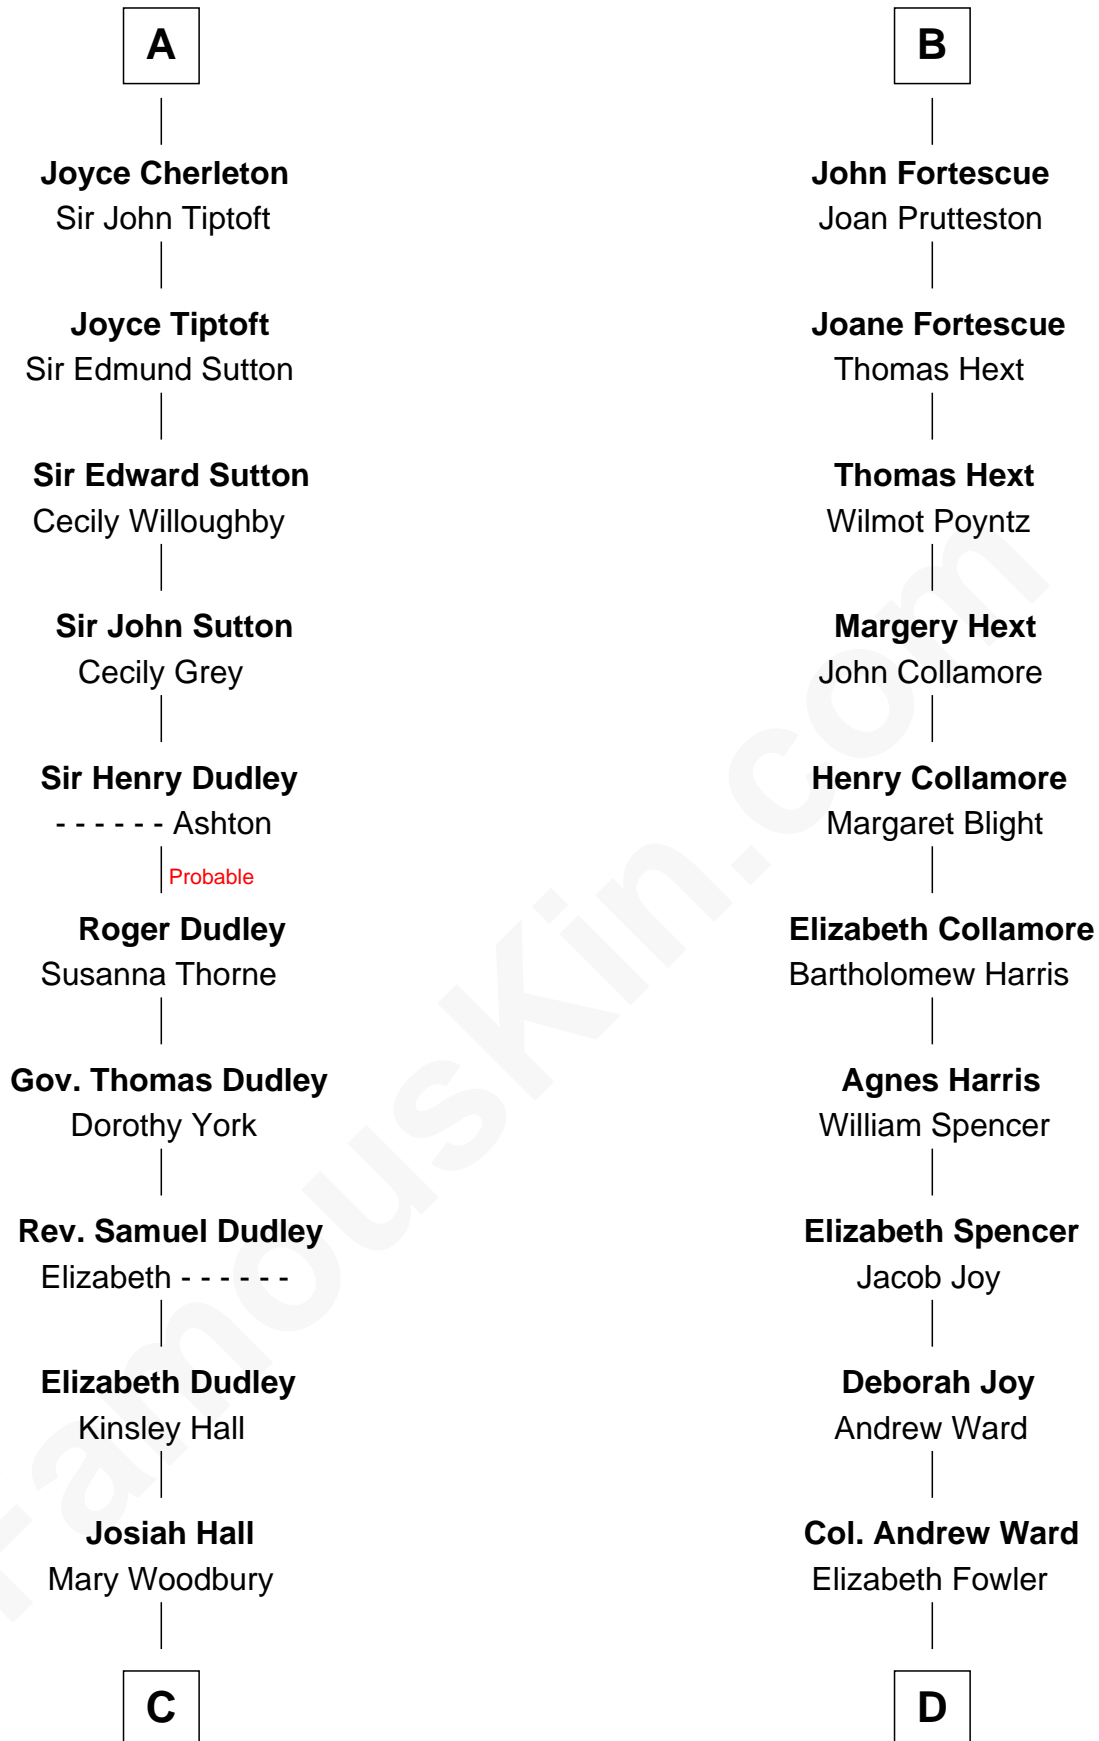 A
Joyce Cherleton
Sir John Tiptoft
Joyce Tiptoft
Sir Edmund Sutton
Sir Edward Sutton
Cecily Willoughby
Sir John Sutton
Cecily Grey
Sir Henry Dudley
- - - - - - Ashton
Probable
Roger Dudley
Susanna Thorne
Gov. Thomas Dudley
Dorothy York
Rev. Samuel Dudley
Elizabeth - - - - - -
Elizabeth Dudley
Kinsley Hall
Josiah Hall
Mary Woodbury
C
B
John Fortescue
Joan Prutteston
Joane Fortescue
Thomas Hext
Thomas Hext
Wilmot Poyntz
Margery Hext
John Collamore
Henry Collamore
Margaret Blight
Elizabeth Collamore
Bartholomew Harris
Agnes Harris
William Spencer
Elizabeth Spencer
Jacob Joy
Deborah Joy
Andrew Ward
Col. Andrew Ward
Elizabeth Fowler
D
FamousKin.com